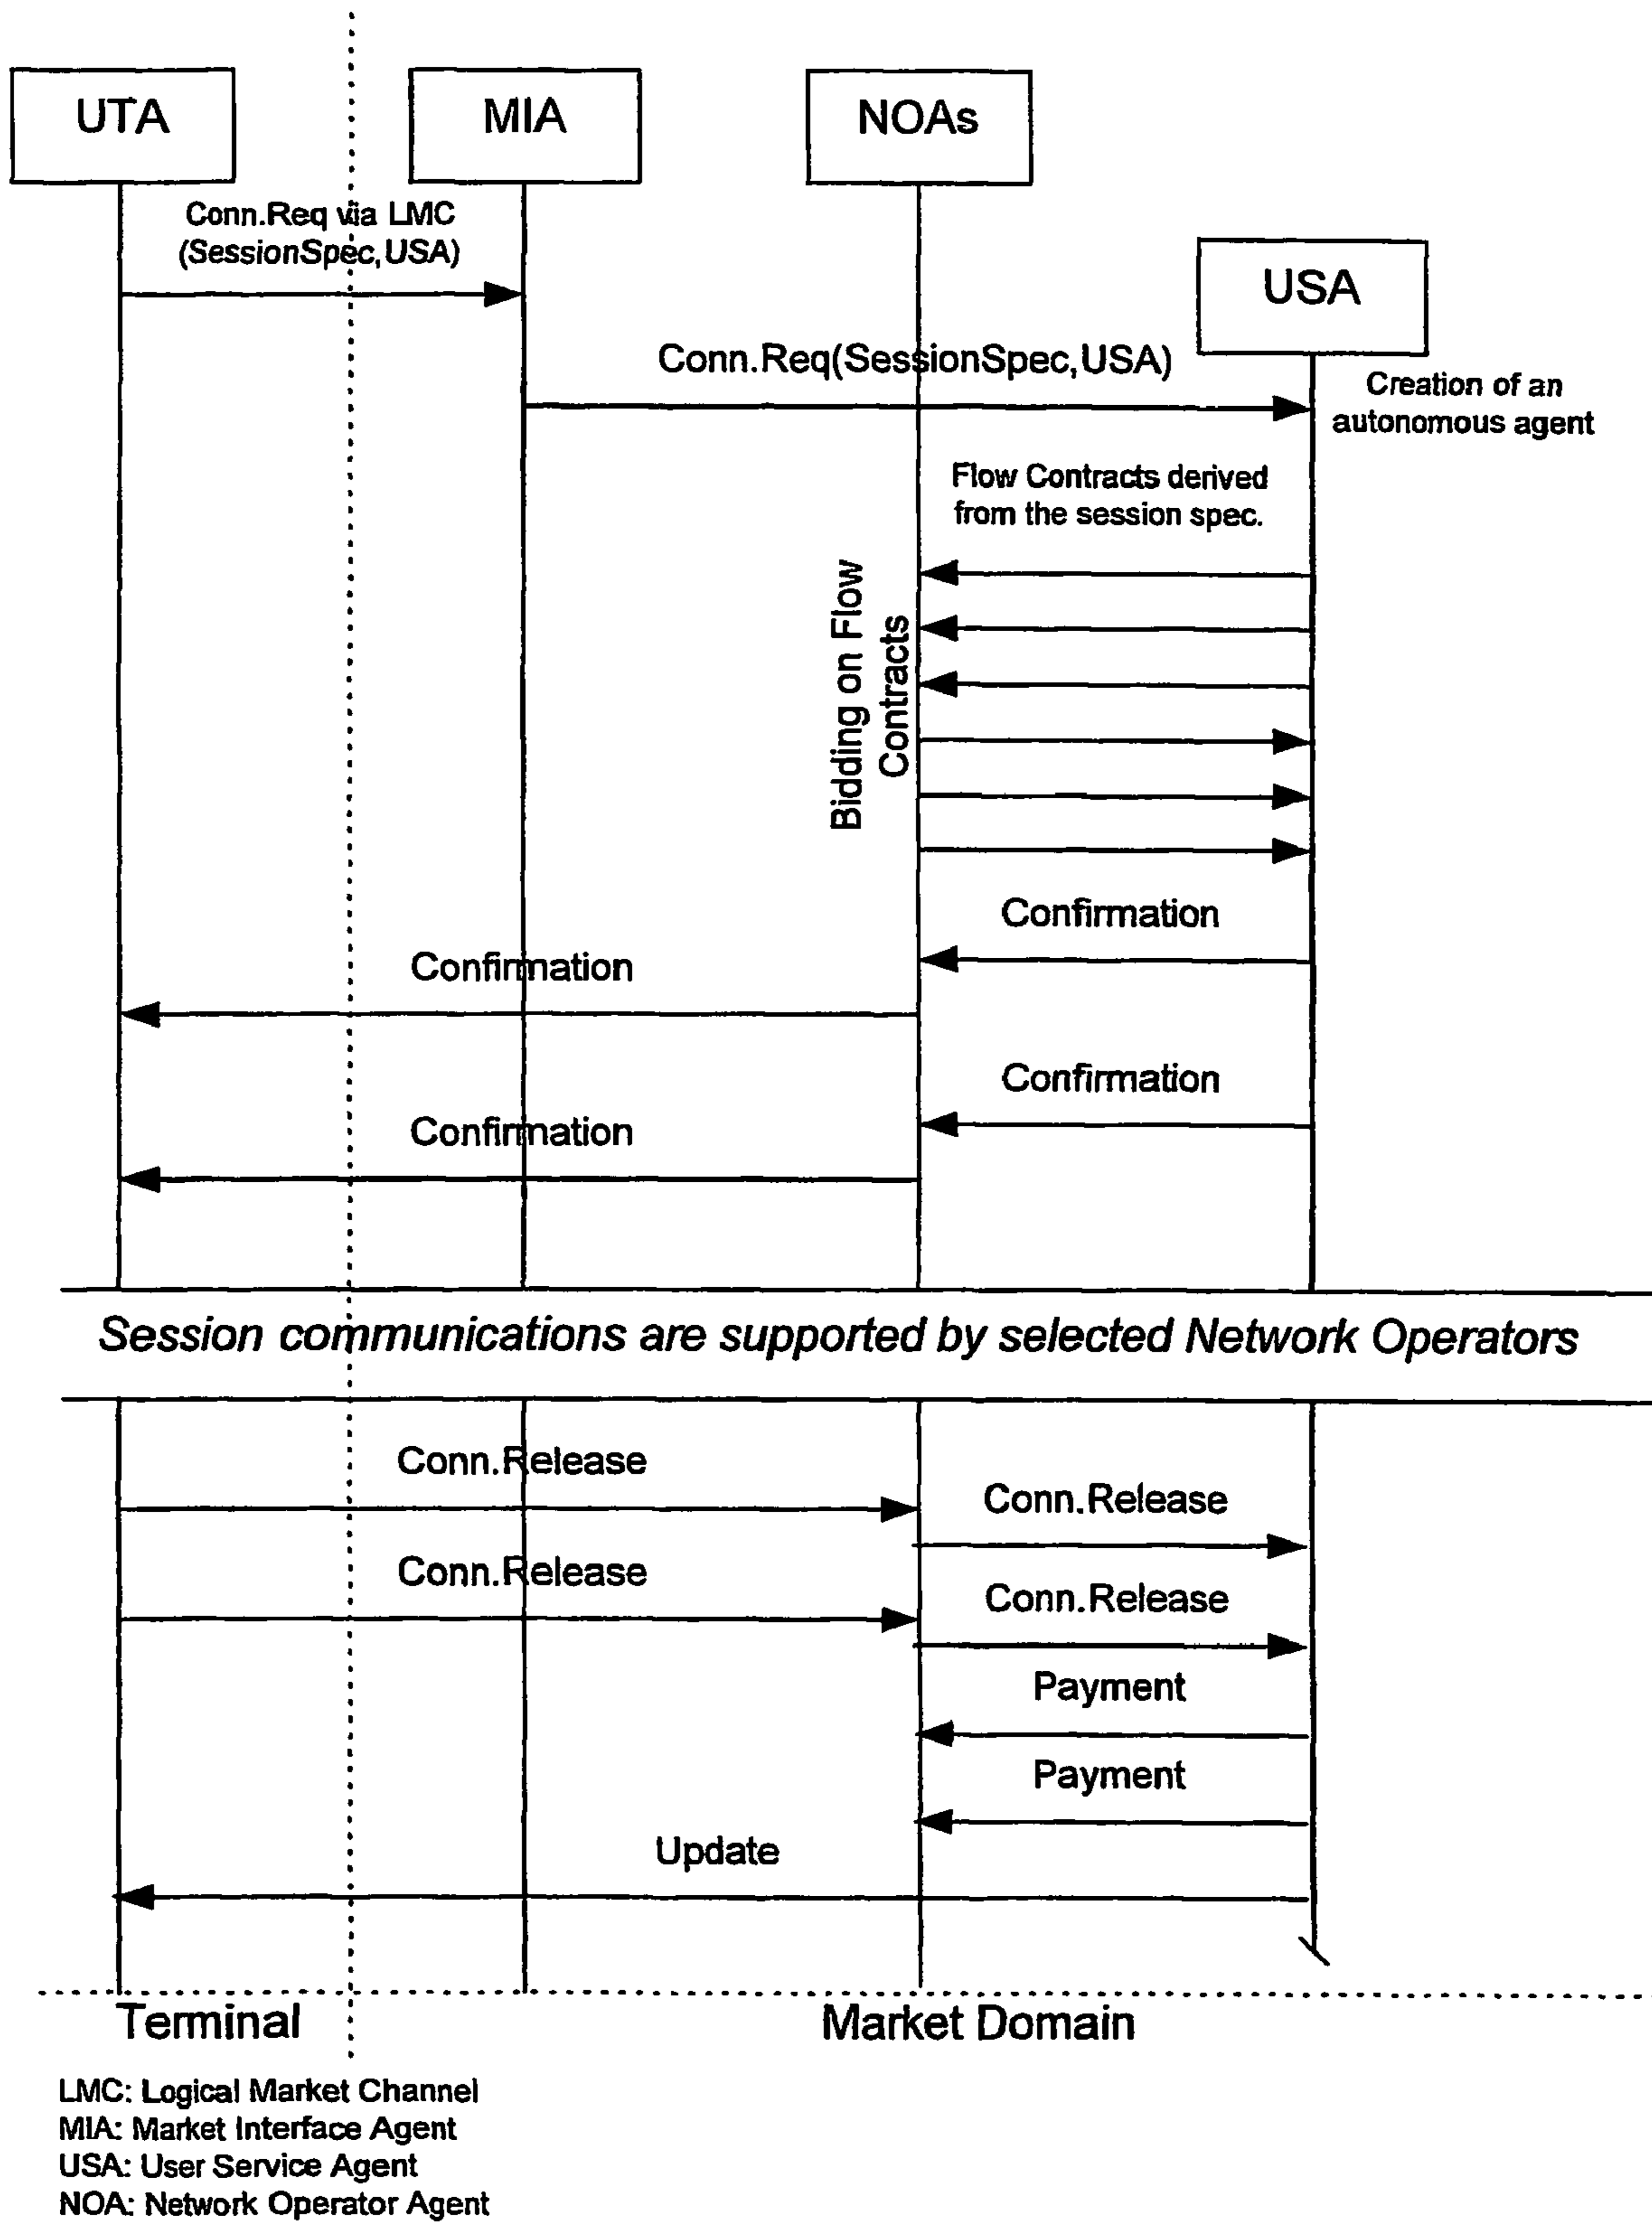 UTA
MIA
NOAs
Conn.Req via LMC
(SessionSpec,USA)
USA
Conn.Req(SessionSpec,USA)
Creation of an
autonomous agent
Flow Contracts derived
from the session spec.
Bidding on Flow
Contracts
Confirmation
Confirmation
Confirmation
Confirmation
Session communications are supported by selected Network Operators
Conn.Release
Conn.Release
Conn.Release
Conn.Release
Payment
Payment
Update
Terminal
Market Domain
LMC: Logical Market Channel
MIA: Market Interface Agent
USA: User Service Agent
NOA: Network Operator Agent